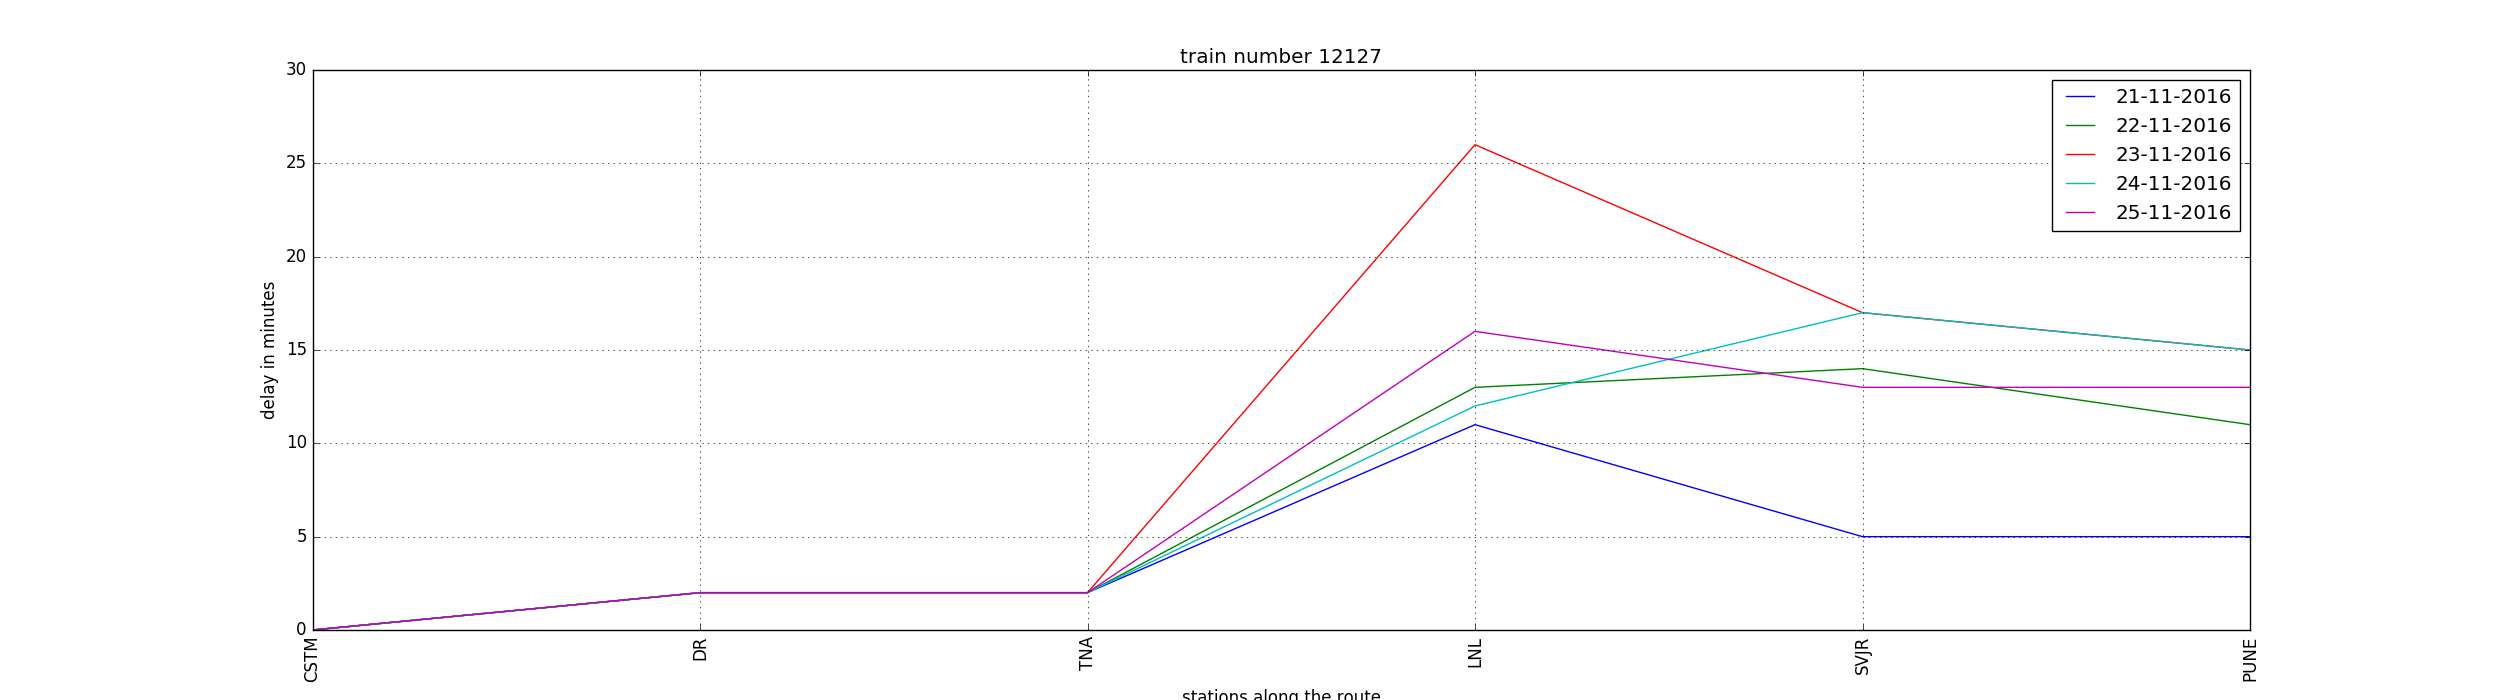 train number 12127
30
25
20
15
10
5
0
delay in minutes
21-11-2016
22-11-2016
23-11-2016
24-11-2016
25-11-2016
CSTM
DR
TNA
LNL
SVJR
PUNE
stations along the route